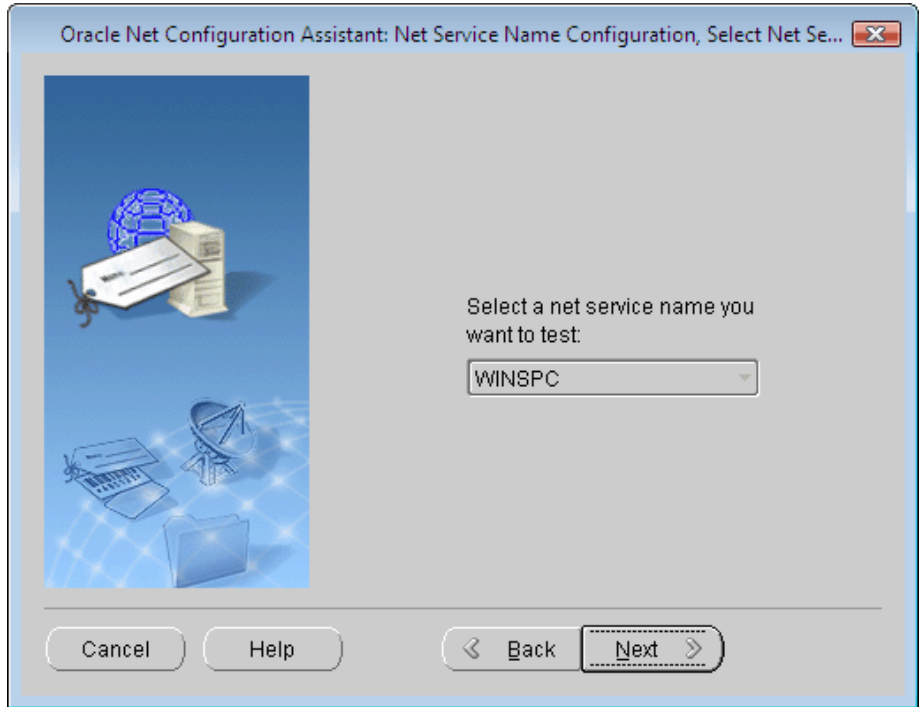 Oracle Net Configuration Assistant: Net Service Name Configuration, Select Net Se...
Select a net service name you
want to test:
WINSPC
Cancel
Help
Back
Next